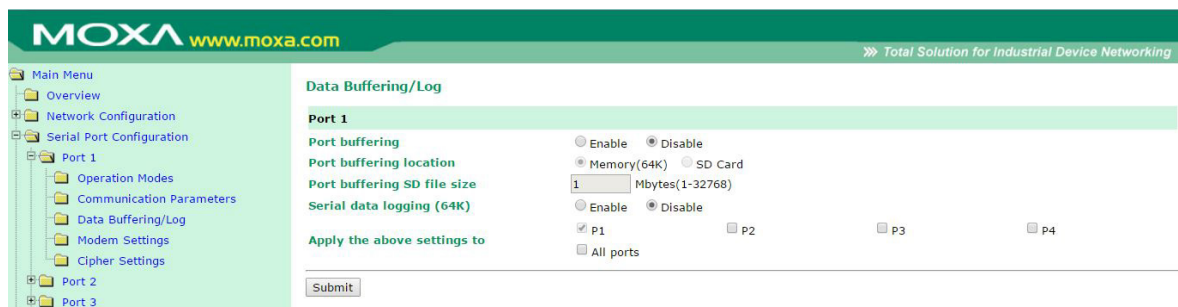 MOXA www.moxa.com
Total Solution for Industrial Device Networking
Main Menu
Overview
Network Configuration
Serial Port Configuration
Port 1
Operation Modes
Communication Parameters
Data Buffering/Log
Modem Settings
Cipher Settings
Port 2
Port 3
Data Buffering/Log
Port 1
Port buffering Enable Disable
Port buffering location Memory(64K) SD Card
Port buffering SD file size 1 Mbytes(1-32768)
Serial data logging (64K) Enable Disable
Apply the above settings to P1 P2 P3 P4
All ports
Submit